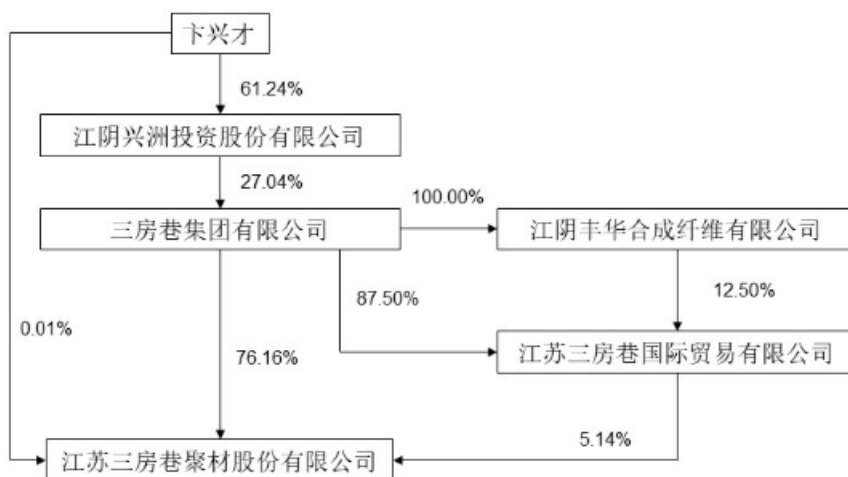 卞兴才
61.24%
江阴兴洲投资股份有限公司
27.04%
100.00%
三房巷集团有限公司
江阴丰华合成纤维有限公司
87.50%
12.50%
0.01%
76.16%
江苏三房巷国际贸易有限公司
5.14%
江苏三房巷聚材股份有限公司